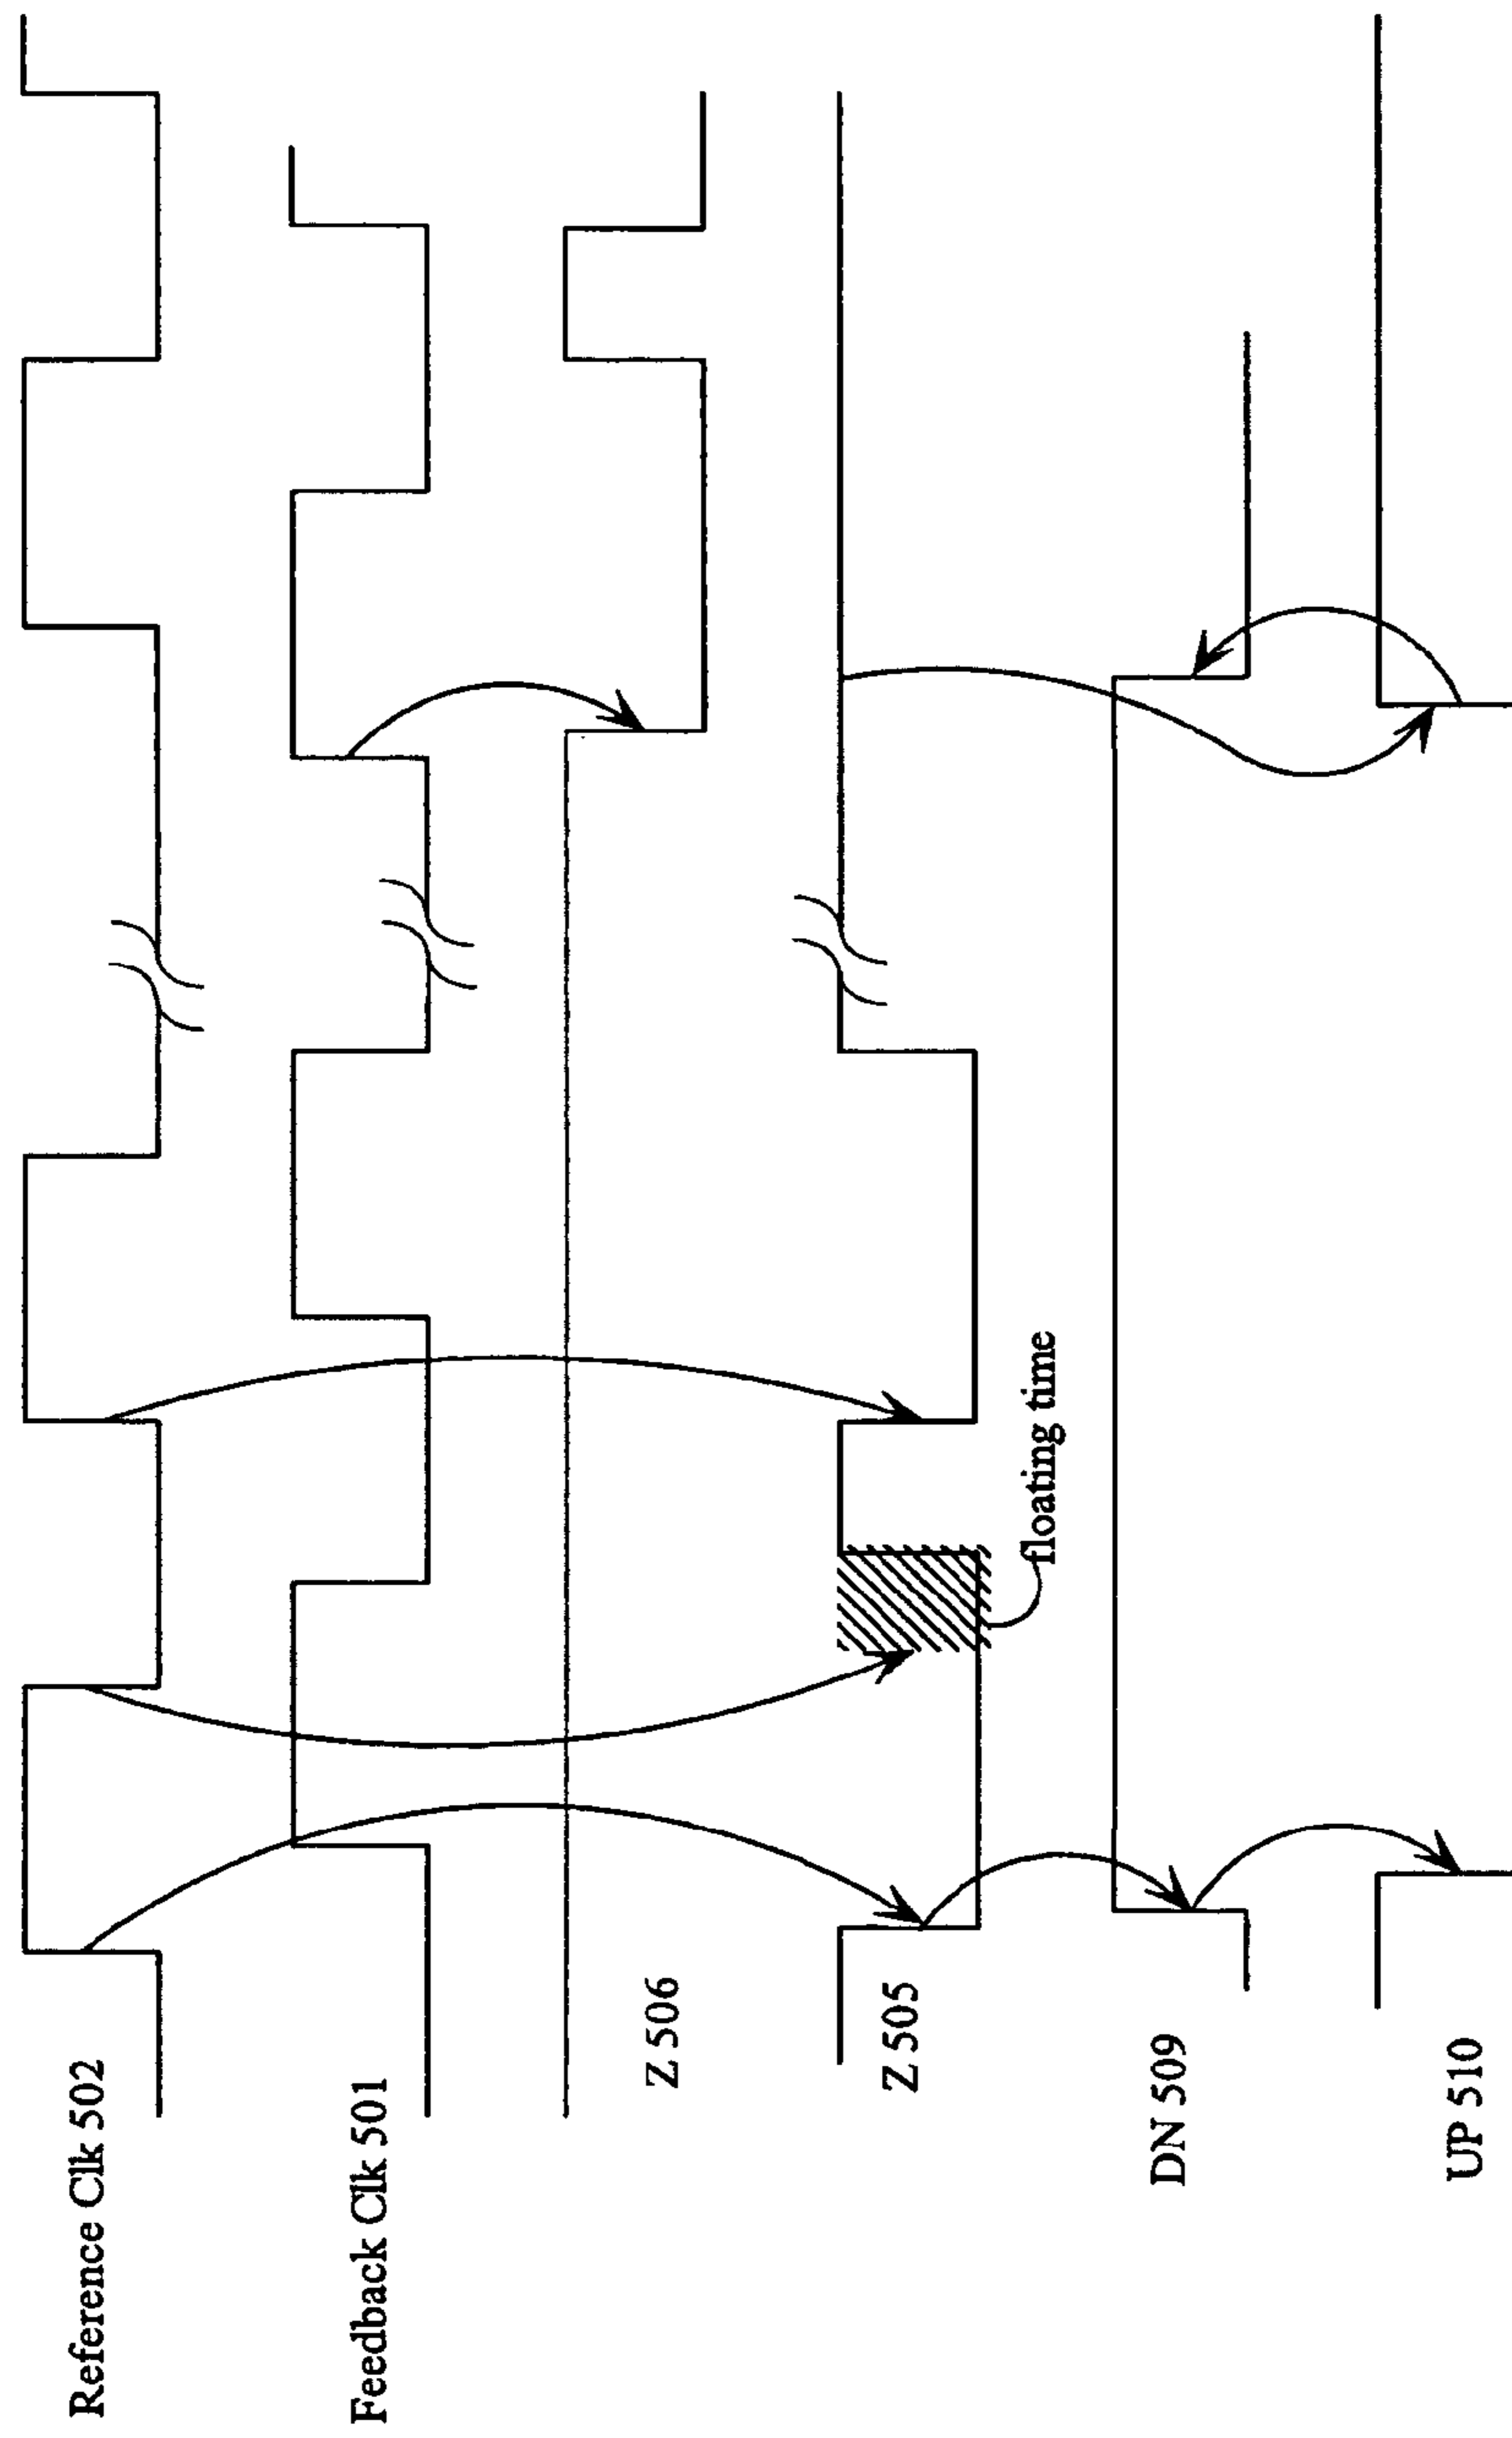 Reference Clk 502
Feedback Clk 501
Z 506
Z 505
floating time
DN 509
UP 510